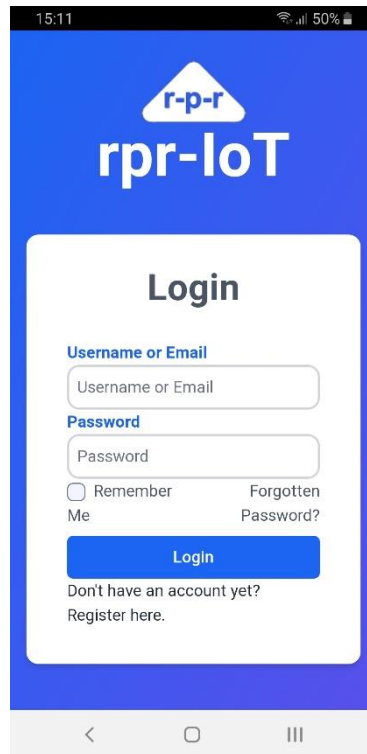 15:11 50%
r-p-r
rpr-IoT
Login
Username or Email
Username or Email
Password
Password
Remember Forgotten
Me Password?
Login
Don't have an account yet?
Register here.